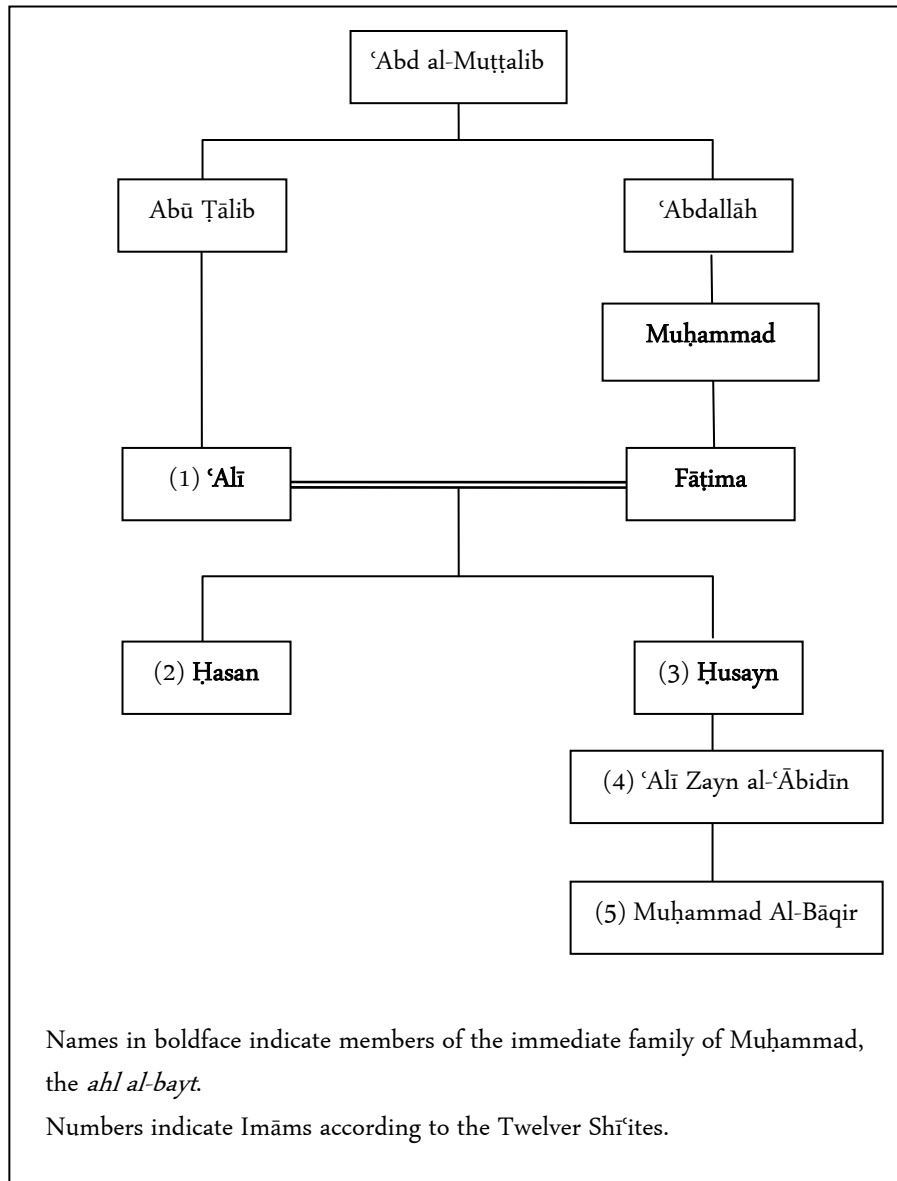 ʿAbd al-Muṭṭalib
Abū Ṭālib
ʿAbdallāh
Muḥammad
(1) ʿAlī
Fāṭima
(2) Ḥasan
(3) Ḥusayn
(4) ʿAlī Zayn al-ʿĀbidīn
(5) Muḥammad Al-Bāqir
Names in boldface indicate members of the immediate family of Muḥammad,
the ahl al-bayt.
Numbers indicate Imāms according to the Twelver Shīʿites.